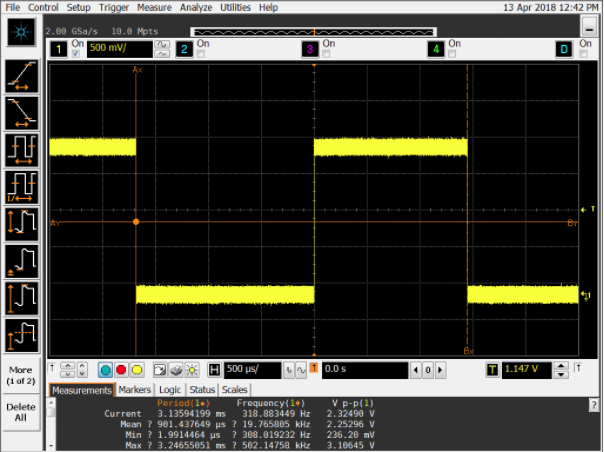 File Control Setup Trigger Measure Analyze Utilities Help 13 Apr 2018 12:42 PM
2.00 GSa/s 10.0 Mpts
1 On 500 mV/ 2 On 3 On 4 On D On
Ax
T
Ay By
1
Bx
H 500 µs/ 0.0 s 0 T 1.147 V
More
(1 of 2)
Delete
All
Measurements Markers Logic Status Scales
?
Period(1) Frequency(1) V p-p(1)
Current 3.13594199 ms 318.883449 Hz 2.32490 V
Mean ? 901.437649 µs ? 19.765805 kHz 2.25296 V
Min ? 1.9914464 µs ? 308.019232 Hz 236.20 mV
Max ? 3.24655051 ms ? 502.14758 kHz 3.10645 V